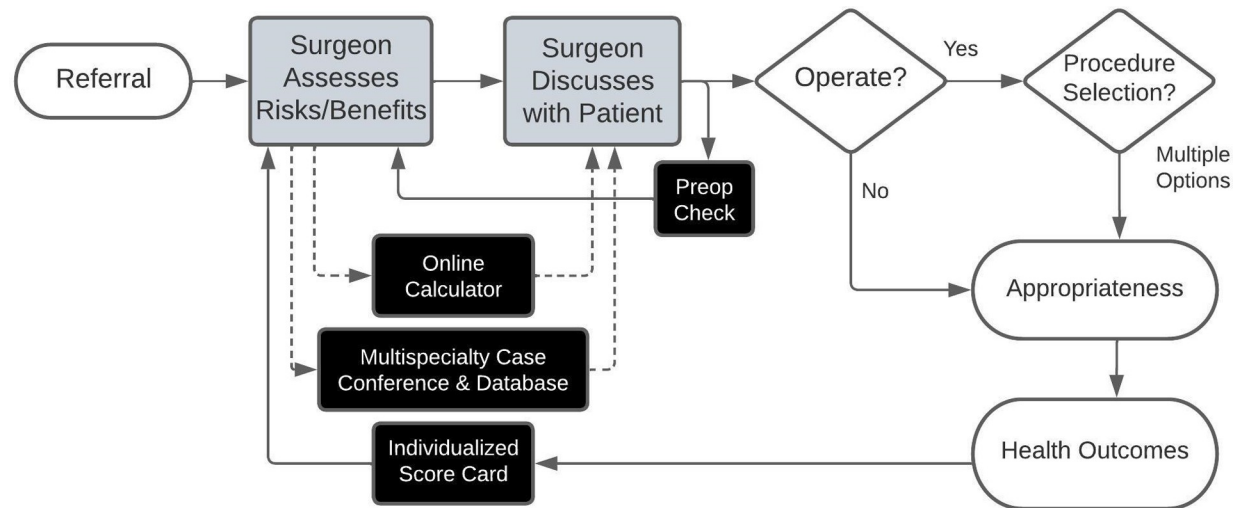 Referral
Surgeon
Assesses
Risks/Benefits
Surgeon
Discusses
with Patient
Operate?
Yes
Procedure
Selection?
Multiple
Options
No
Preop
Check
Online
Calculator
Appropriateness
Multispecialty Case
Conference & Database
Individualized
Score Card
Health Outcomes